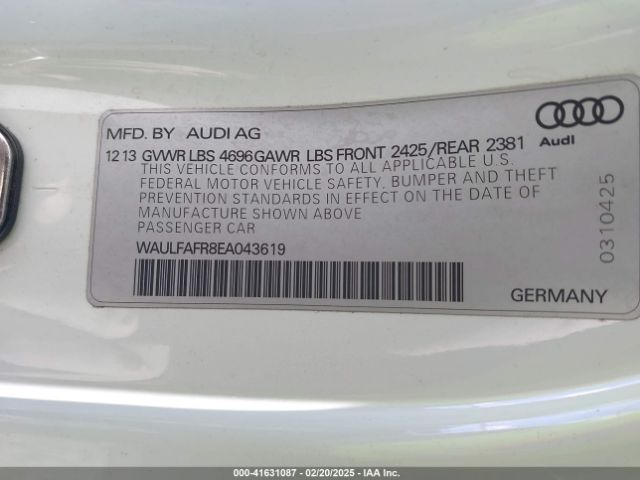 MFD. BY AUDI AG
12 13 GVWR LBS 4696 GAWR LBS FRONT 2425/REAR 2381
THIS VEHICLE CONFORMS TO ALL APPLICABLE U.S.
FEDERAL MOTOR VEHICLE SAFETY, BUMPER AND THEFT
PREVENTION STANDARDS IN EFFECT ON THE DATE OF
MANUFACTURE SHOWN ABOVE
PASSENGER CAR
WAULFAFR8EA043619
Audi
0310425
GERMANY
000-41631087 - 02/20/2025 - IAA Inc.